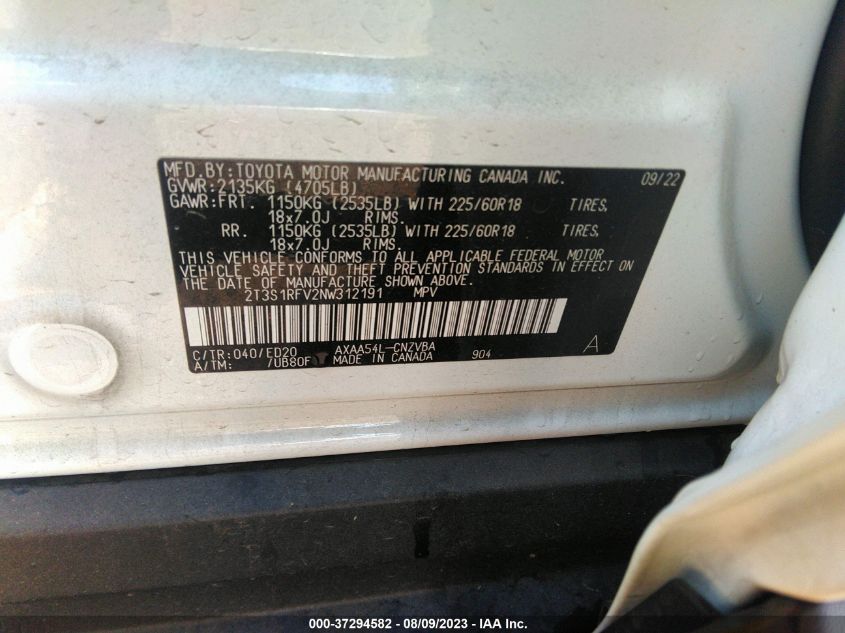 MFD. BY: TOYOTA MOTOR MANUFACTURING CANADA INC. 09/22
GVWR: 2135KG (4705LB)
GAWR: FRT. 1150KG (2535LB) WITH 225/60R18 TIRES,
18x7.0J RIMS.
RR. 1150KG (2535LB) WITH 225/60R18 TIRES,
18x7.0J RIMS.
THIS VEHICLE CONFORMS TO ALL APPLICABLE FEDERAL MOTOR
VEHICLE SAFETY AND THEFT PREVENTION STANDARDS IN EFFECT ON
THE DATE OF MANUFACTURE SHOWN ABOVE.
2T3S1RFV2NW312191 MPV
C/TR: 040/ED20 AXAA54L-CNZVBA A
A/TM: /UB80F MADE IN CANADA 904
000-37294582 / 08/09/2023 - IAA Inc.